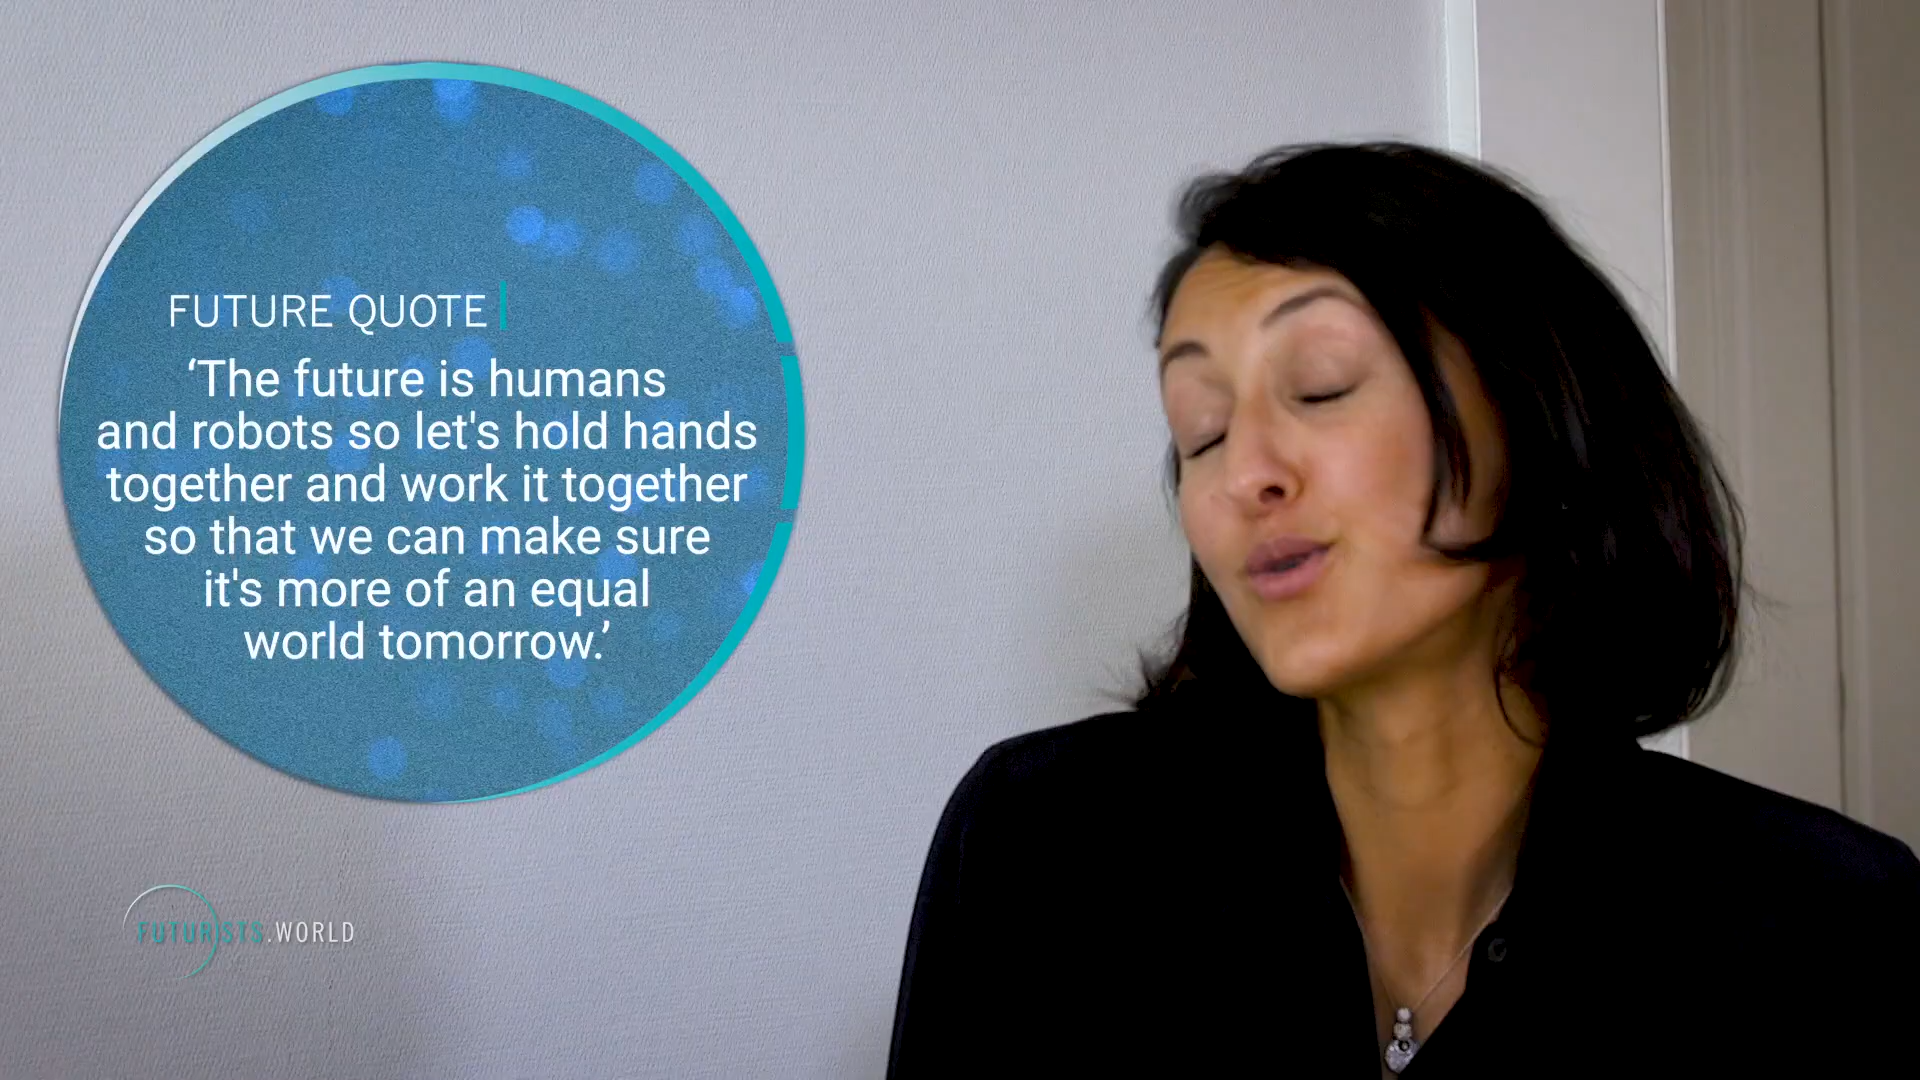 FUTURE QUOTE
‘The future is humans
and robots so let's hold hands
together and work it together
so that we can make sure
it's more of an equal
world tomorrow.’
FUTURISTS.WORLD